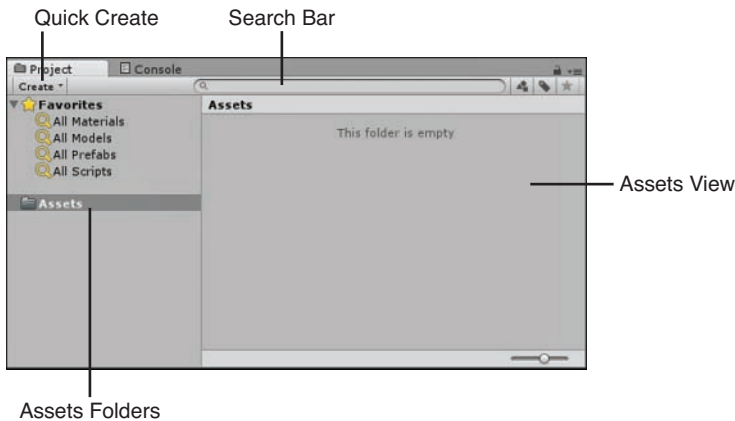 Quick Create
Search Bar
Project
Console
Create
Favorites
All Materials
All Models
All Prefabs
All Scripts
Assets
Assets
This folder is empty
Assets View
Assets Folders